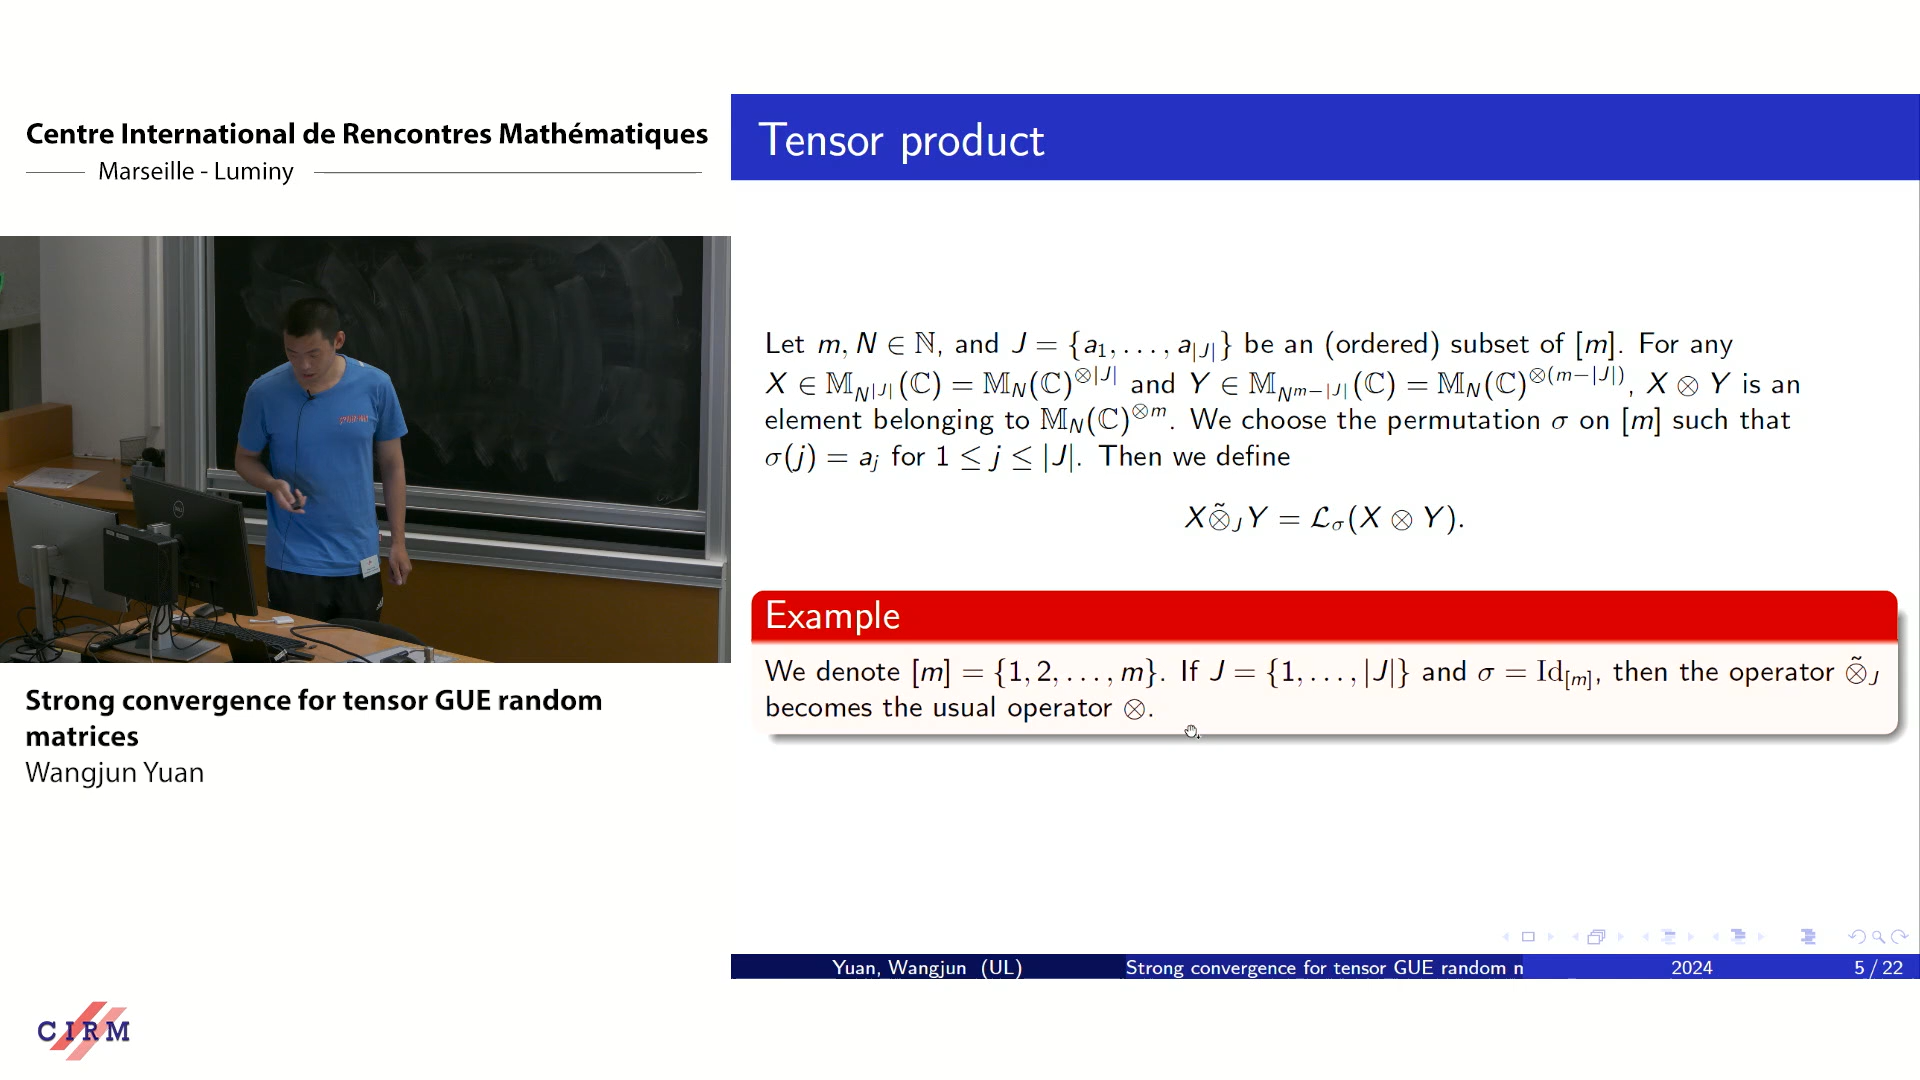 Centre International de Rencontres Mathématiques
Marseille - Luminy
Strong convergence for tensor GUE random
matrices
Wangjun Yuan
CIRM
Tensor product
Let m, N ∈ ℕ, and J = {a₁, . . . , a_{|J|}} be an (ordered) subset of [m]. For any
X ∈ 𝕄_{N^{|J|}}(ℂ) = 𝕄_N(ℂ)^{⊗|J|} and Y ∈ 𝕄_{N^{m−|J|}}(ℂ) = 𝕄_N(ℂ)^{⊗(m−|J|)}, X ⊗ Y is an
element belonging to 𝕄_N(ℂ)^{⊗m}. We choose the permutation σ on [m] such that
σ(j) = a_j for 1 ≤ j ≤ |J|. Then we define
X ⊗̃_J Y = ℒ_σ(X ⊗ Y).
Example
We denote [m] = {1, 2, . . . , m}. If J = {1, . . . , |J|} and σ = Id_{[m]}, then the operator ⊗̃_J
becomes the usual operator ⊗.
Yuan, Wangjun (UL)
Strong convergence for tensor GUE random n
2024
5 / 22